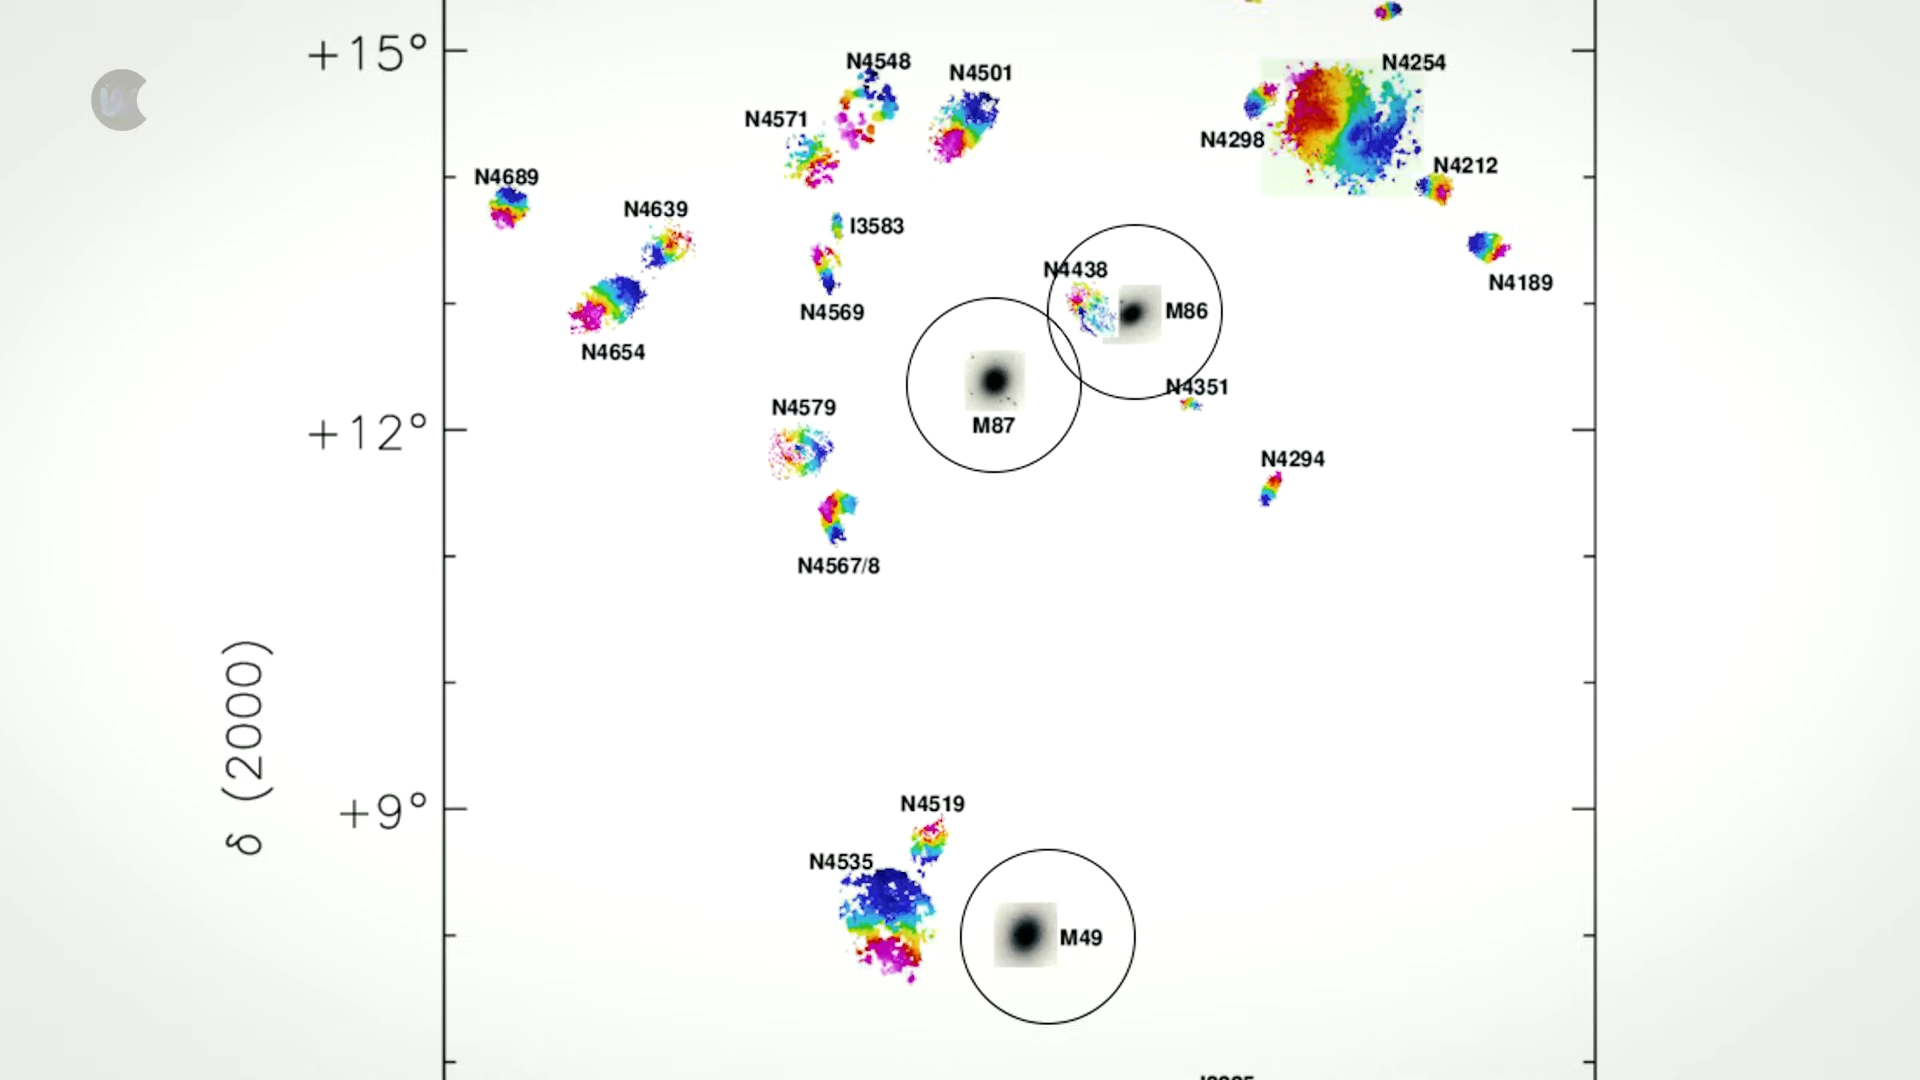 +15°
N4548
N4501
N4254
N4571
N4298
N4212
N4689
N4639
I3583
N4438
N4189
M86
N4569
N4654
N4351
N4579
M87
+12°
N4294
N4567/8
δ (2000)
N4519
+9°
N4535
M49